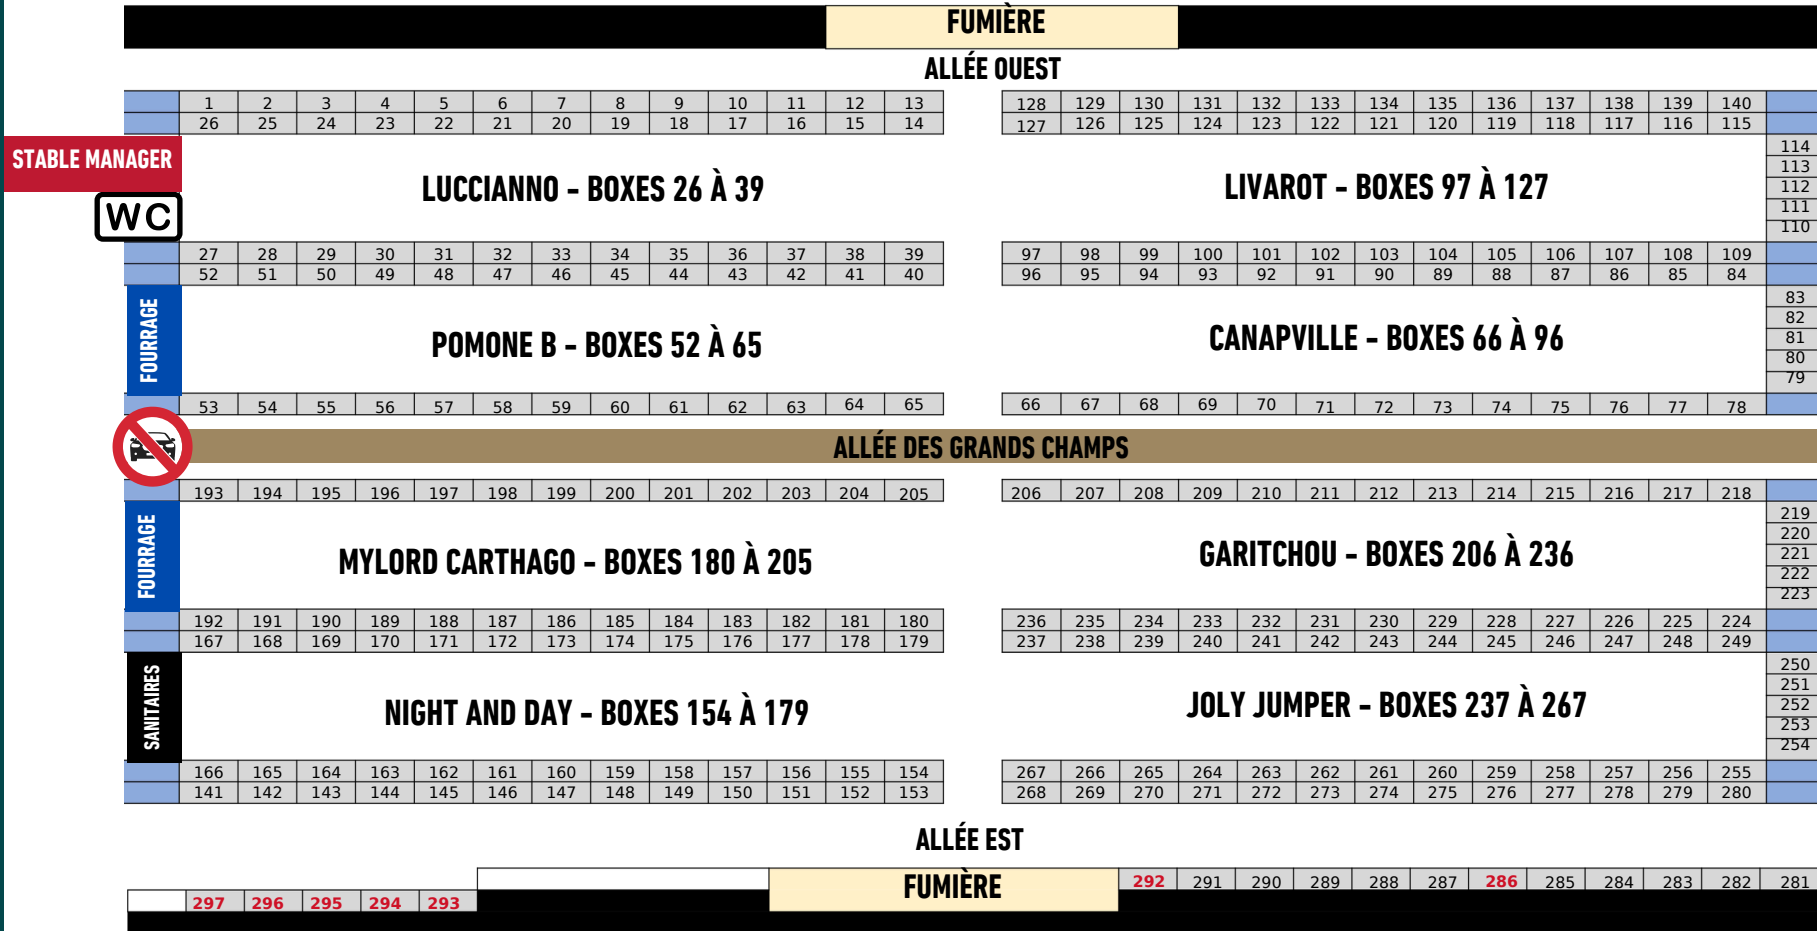 FUMIÈRE
ALLÉE OUEST
1 2 3 4 5 6 7 8 9 10 11 12 13 128 129 130 131 132 133 134 135 136 137 138 139 140
26 25 24 23 22 21 20 19 18 17 16 15 14 127 126 125 124 123 122 121 120 119 118 117 116 115
STABLE MANAGER
WC
LUCCIANNO - BOXES 26 À 39
LIVAROT - BOXES 97 À 127
114
113
112
111
110
27 28 29 30 31 32 33 34 35 36 37 38 39 97 98 99 100 101 102 103 104 105 106 107 108 109
52 51 50 49 48 47 46 45 44 43 42 41 40 96 95 94 93 92 91 90 89 88 87 86 85 84
FOURRAGE
POMONE B - BOXES 52 À 65
CANAPVILLE - BOXES 66 À 96
83
82
81
80
79
53 54 55 56 57 58 59 60 61 62 63 64 65 66 67 68 69 70 71 72 73 74 75 76 77 78
ALLÉE DES GRANDS CHAMPS
193 194 195 196 197 198 199 200 201 202 203 204 205 206 207 208 209 210 211 212 213 214 215 216 217 218
FOURRAGE
MYLORD CARTHAGO - BOXES 180 À 205
GARITCHOU - BOXES 206 À 236
219
220
221
222
223
192 191 190 189 188 187 186 185 184 183 182 181 180 236 235 234 233 232 231 230 229 228 227 226 225 224
167 168 169 170 171 172 173 174 175 176 177 178 179 237 238 239 240 241 242 243 244 245 246 247 248 249
SANITAIRES
NIGHT AND DAY - BOXES 154 À 179
JOLY JUMPER - BOXES 237 À 267
250
251
252
253
254
166 165 164 163 162 161 160 159 158 157 156 155 154 267 266 265 264 263 262 261 260 259 258 257 256 255
141 142 143 144 145 146 147 148 149 150 151 152 153 268 269 270 271 272 273 274 275 276 277 278 279 280
ALLÉE EST
FUMIÈRE
292 291 290 289 288 287 286 285 284 283 282 281
297 296 295 294 293